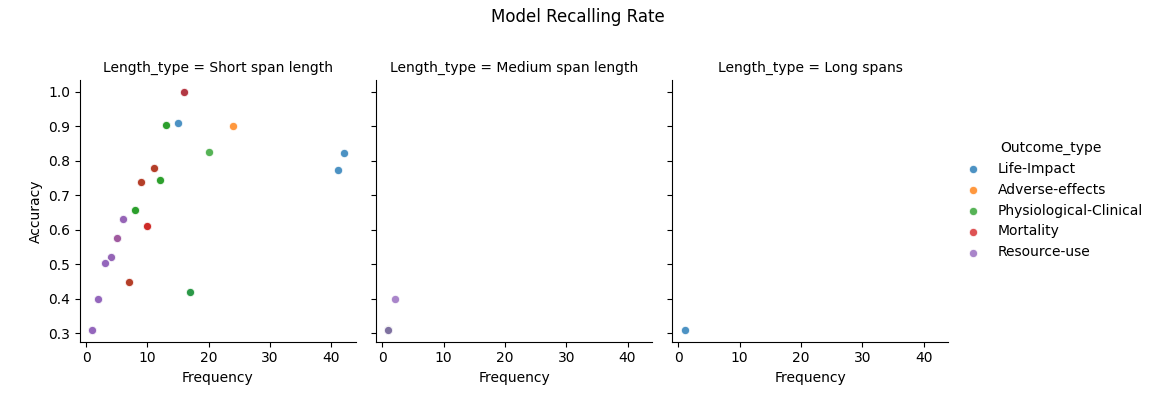 Model Recalling Rate
Length_type = Short span length
Length_type = Medium span length
Length_type = Long spans
1.0
0.9
0.8
0.7
0.6
0.5
0.4
0.3
Accuracy
0 10 20 30 40
0 10 20 30 40
0 10 20 30 40
Frequency
Frequency
Frequency
Outcome_type
Life-Impact
Adverse-effects
Physiological-Clinical
Mortality
Resource-use